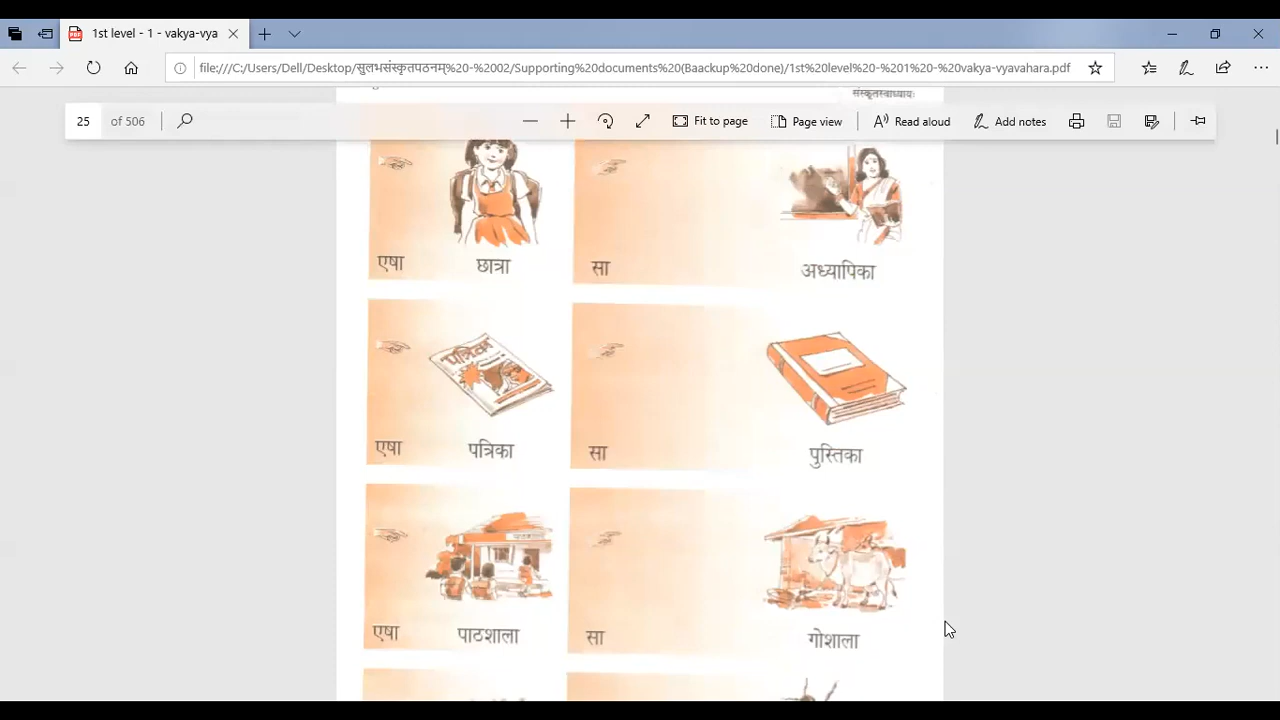 1st level - 1 - vakya-vya
file:///C:/Users/Dell/Desktop/सुलभसंस्कृतपठनम्%20-%2002/Supporting%20documents%20(Baackup%20done)/1st%20level%20-%201%20-%20vakya-vyavahara.pdf
संस्कृतस्वाध्यायः
25 of 506 Fit to page Page view Read aloud Add notes
एषा छात्रा सा अध्यापिका
पत्रिका
एषा पत्रिका सा पुस्तिका
एषा पाठशाला सा गोशाला